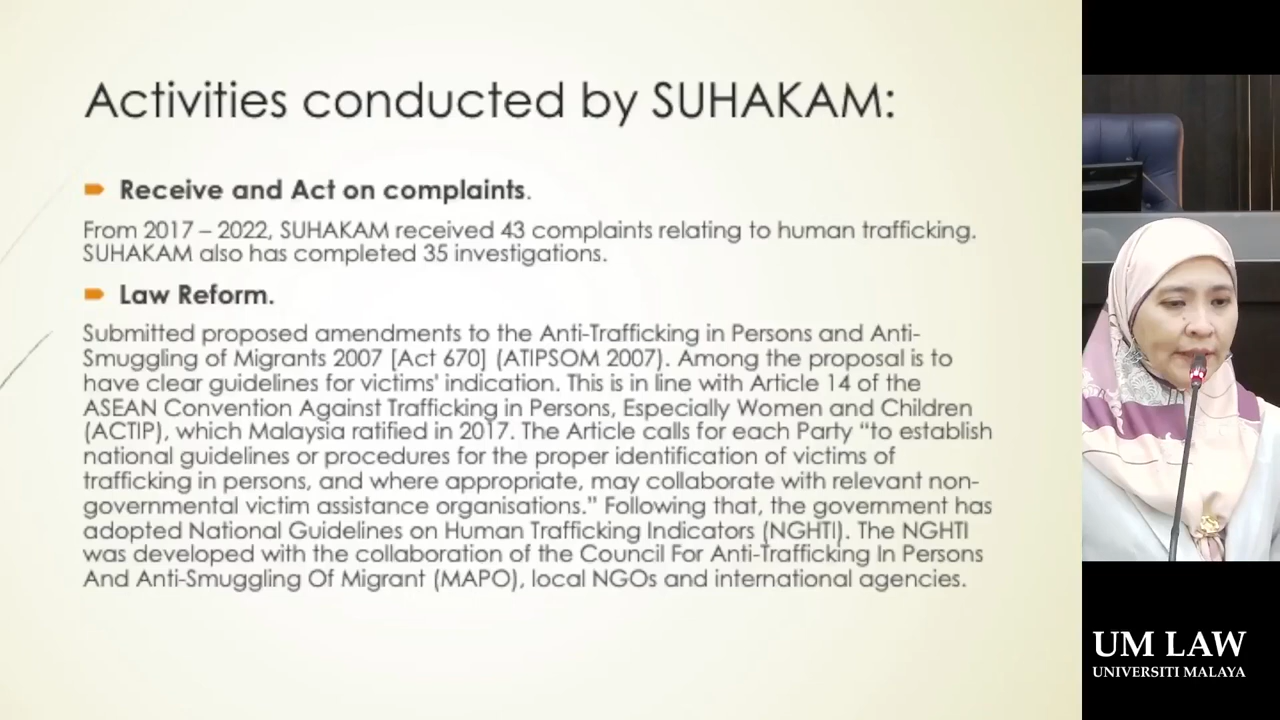 Activities conducted by SUHAKAM:
Receive and Act on complaints.
From 2017 – 2022, SUHAKAM received 43 complaints relating to human trafficking.
SUHAKAM also has completed 35 investigations.
Law Reform.
Submitted proposed amendments to the Anti-Trafficking in Persons and Anti-
Smuggling of Migrants 2007 [Act 670] (ATIPSOM 2007). Among the proposal is to
have clear guidelines for victims' indication. This is in line with Article 14 of the
ASEAN Convention Against Trafficking in Persons, Especially Women and Children
(ACTIP), which Malaysia ratified in 2017. The Article calls for each Party “to establish
national guidelines or procedures for the proper identification of victims of
trafficking in persons, and where appropriate, may collaborate with relevant non-
governmental victim assistance organisations.” Following that, the government has
adopted National Guidelines on Human Trafficking Indicators (NGHTI). The NGHTI
was developed with the collaboration of the Council For Anti-Trafficking In Persons
And Anti-Smuggling Of Migrant (MAPO), local NGOs and international agencies.
UM LAW
UNIVERSITI MALAYA